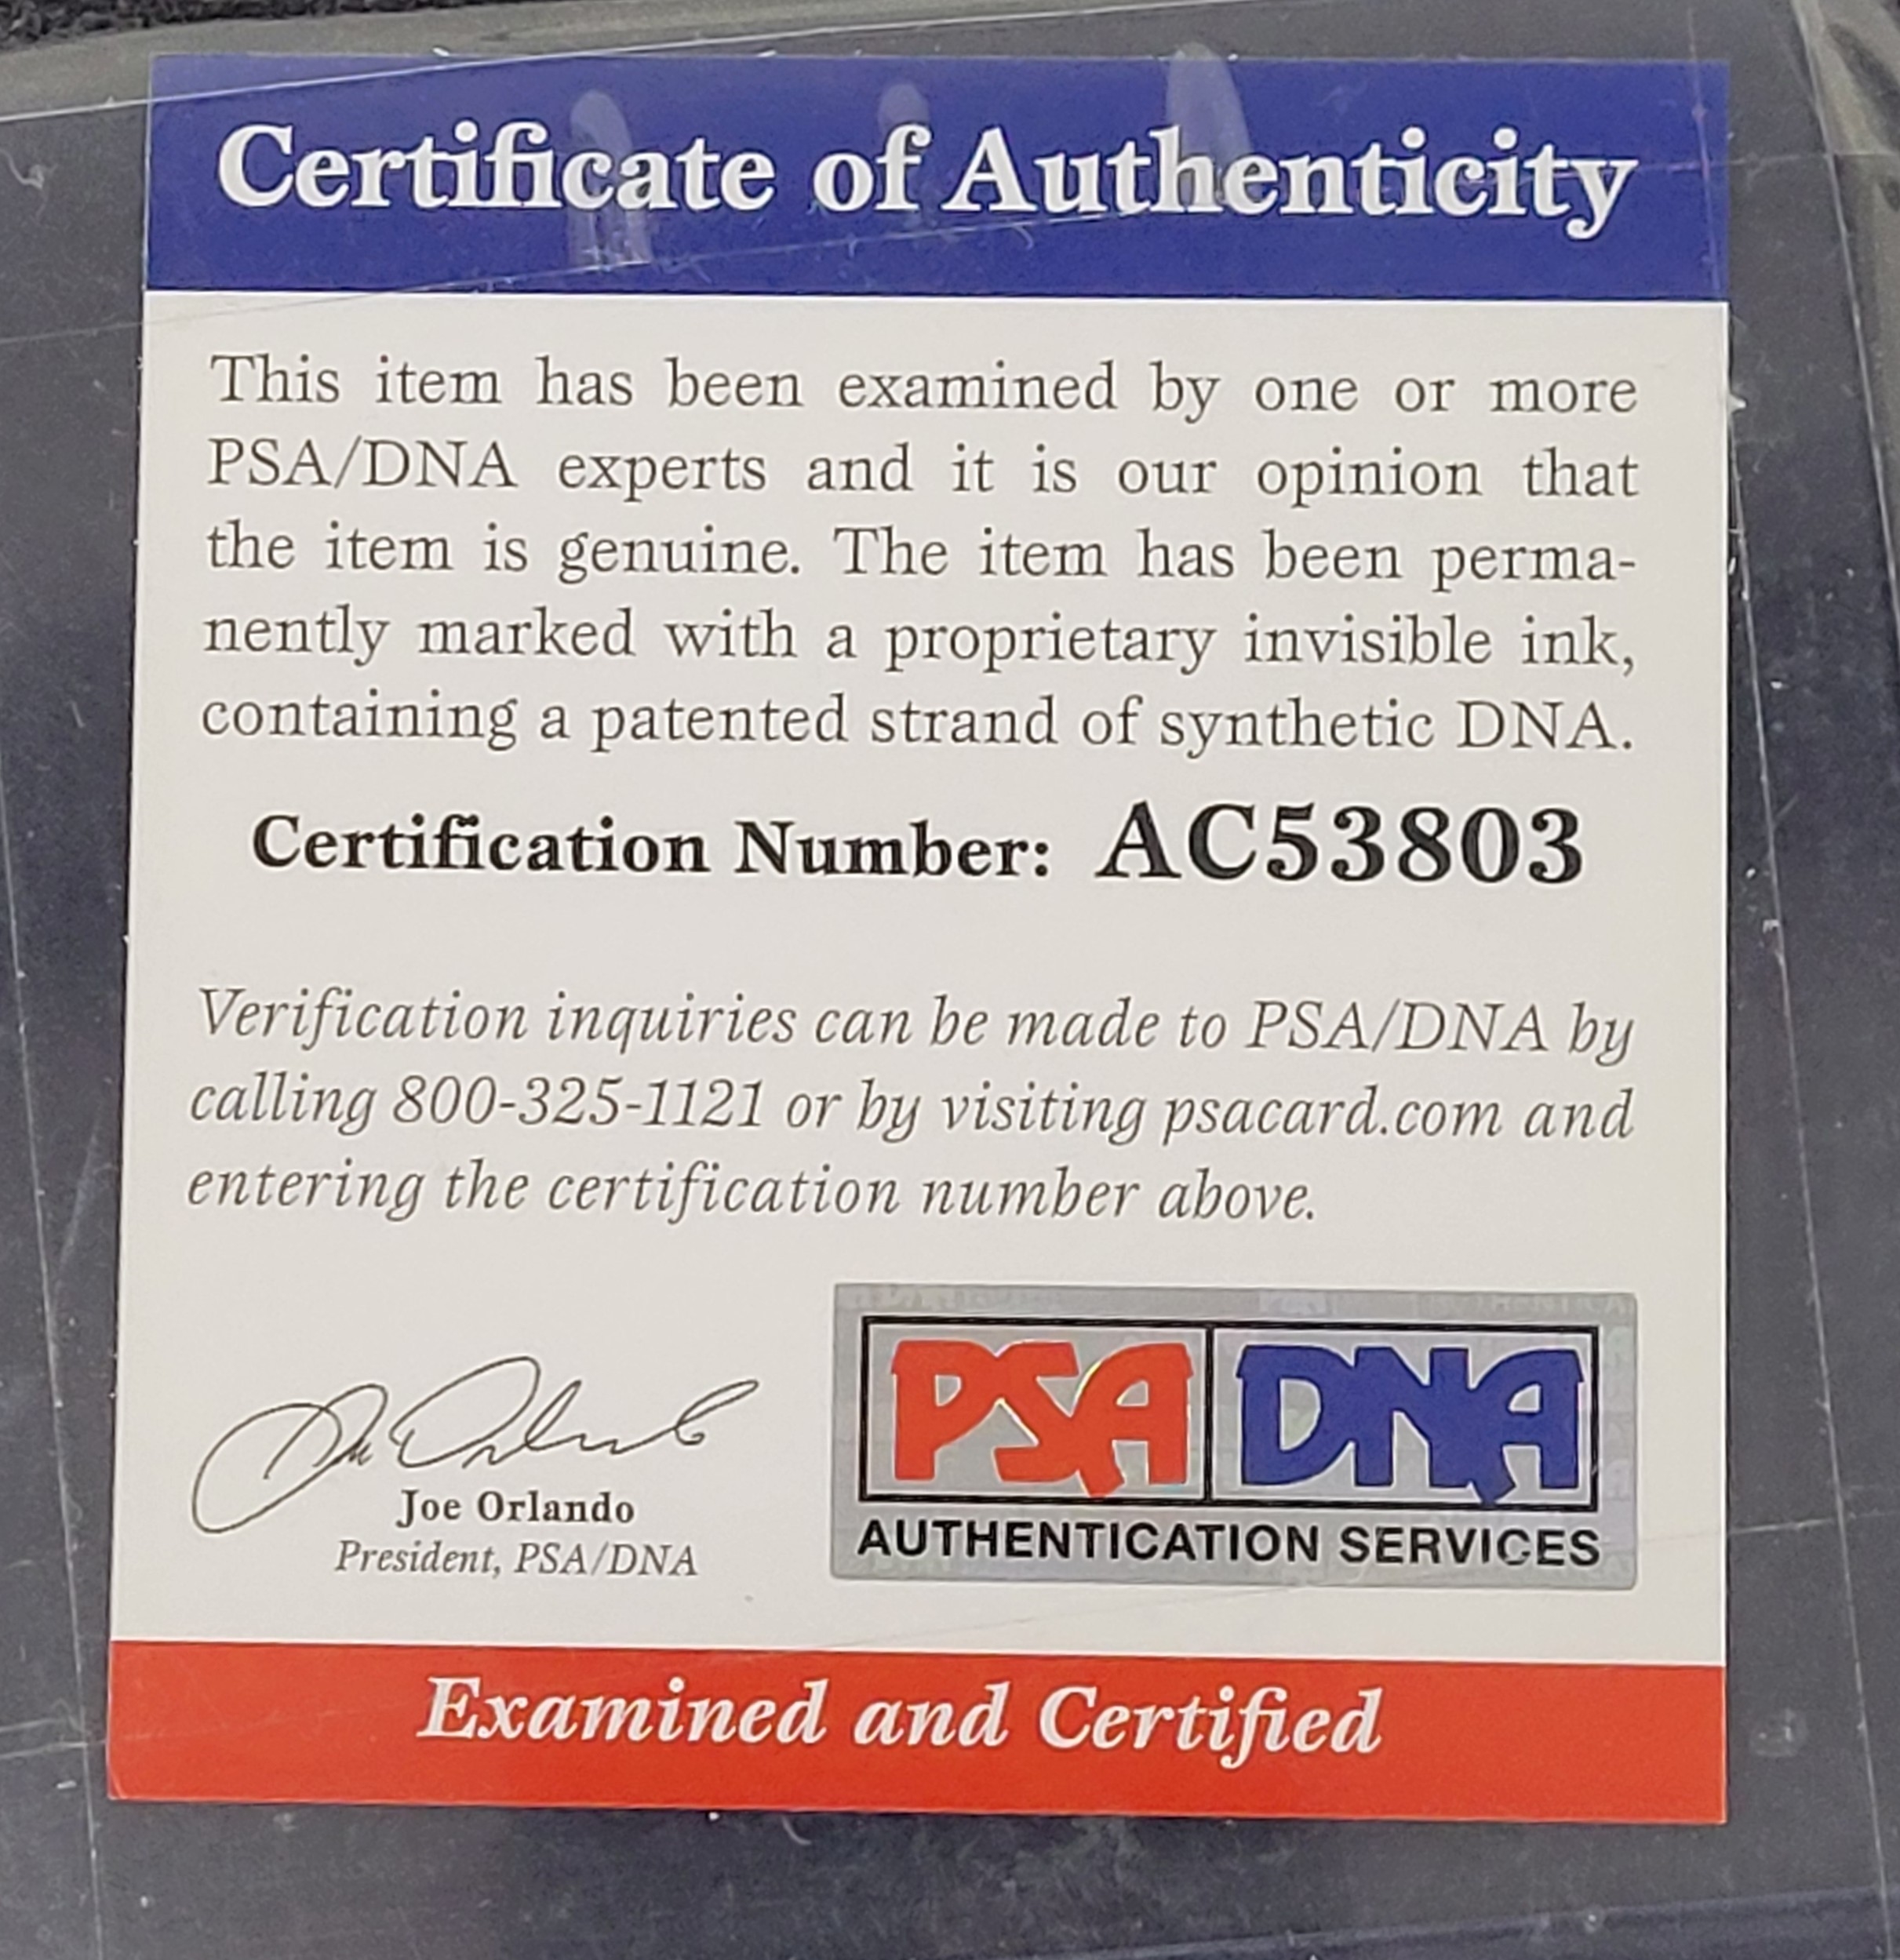 Certificate of Authenticity
This item has been examined by one or more
PSA/DNA experts and it is our opinion that
the item is genuine. The item has been perma-
nently marked with a proprietary invisible ink,
containing a patented strand of synthetic DNA.
Certification Number: AC53803
Verification inquiries can be made to PSA/DNA by
calling 800-325-1121 or by visiting psacard.com and
entering the certification number above.
Joe Orlando
President, PSA/DNA
PSA DNA
AUTHENTICATION SERVICES
Examined and Certified